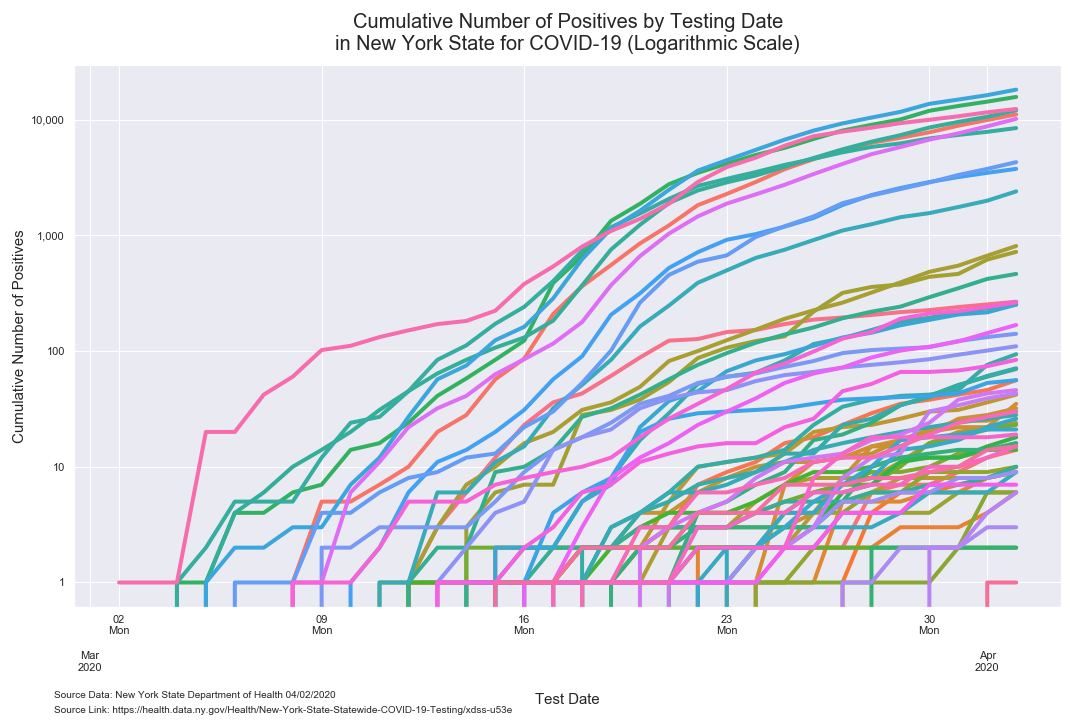 Cumulative Number of Positives by Testing Date
in New York State for COVID-19 (Logarithmic Scale)
Cumulative Number of Positives
10,000
1,000
100
10
1
02
Mon
09
Mon
16
Mon
23
Mon
30
Mon
Mar
2020
Apr
2020
Test Date
Source Data: New York State Department of Health 04/02/2020
Source Link: https://health.data.ny.gov/Health/New-York-State-Statewide-COVID-19-Testing/xdss-u53e